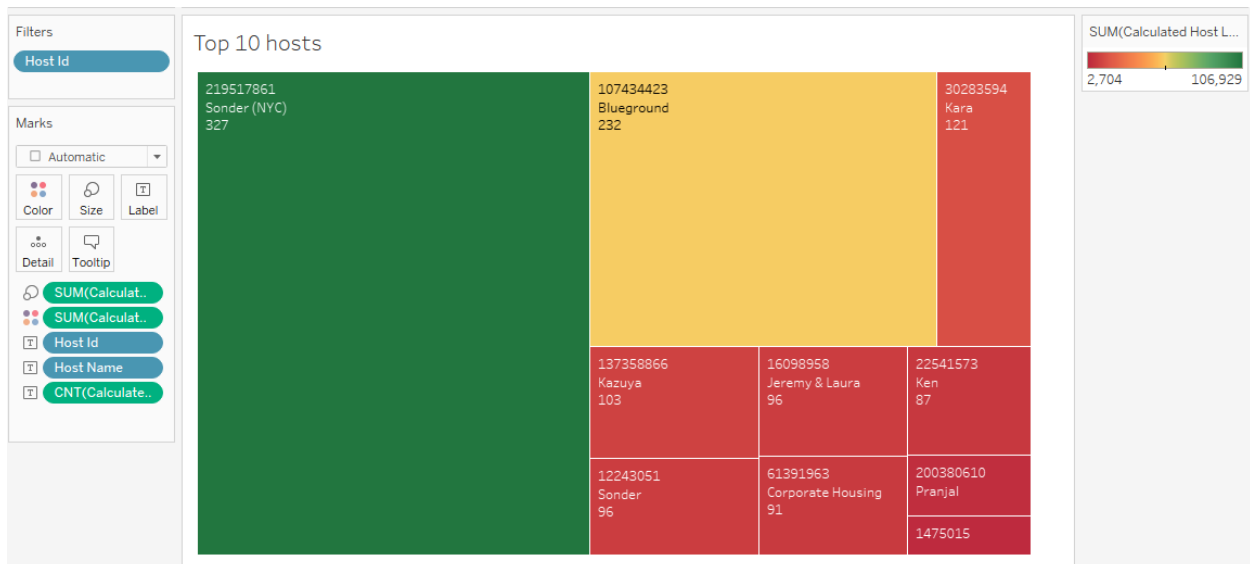 Filters
Host Id
Marks
Automatic
Color
Size
Label
Detail
Tooltip
SUM(Calculat..
SUM(Calculat..
Host Id
Host Name
CNT(Calculate..
Top 10 hosts
219517861
Sonder (NYC)
327
107434423
Blueground
232
30283594
Kara
121
137358866
Kazuya
103
16098958
Jeremy & Laura
96
22541573
Ken
87
12243051
Sonder
96
61391963
Corporate Housing
91
200380610
Pranjal
1475015
SUM(Calculated Host L...
2,704
106,929